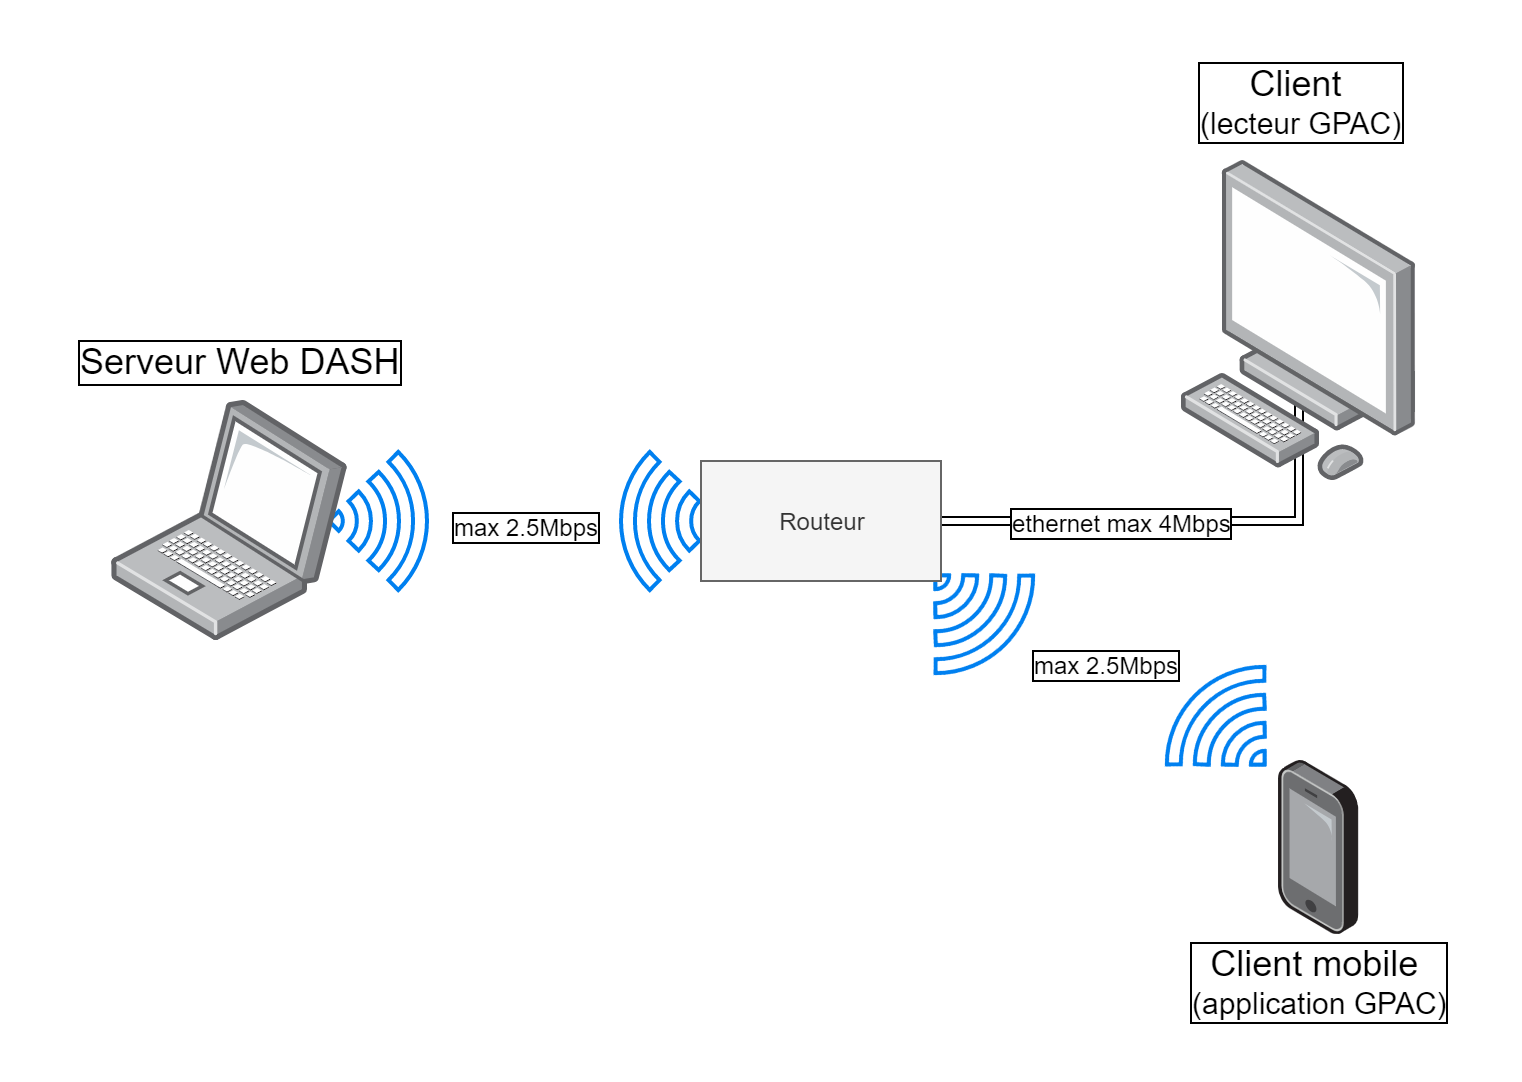 Client
(lecteur GPAC)
Serveur Web DASH
max 2.5Mbps
Routeur
ethernet max 4Mbps
max 2.5Mbps
Client mobile
(application GPAC)